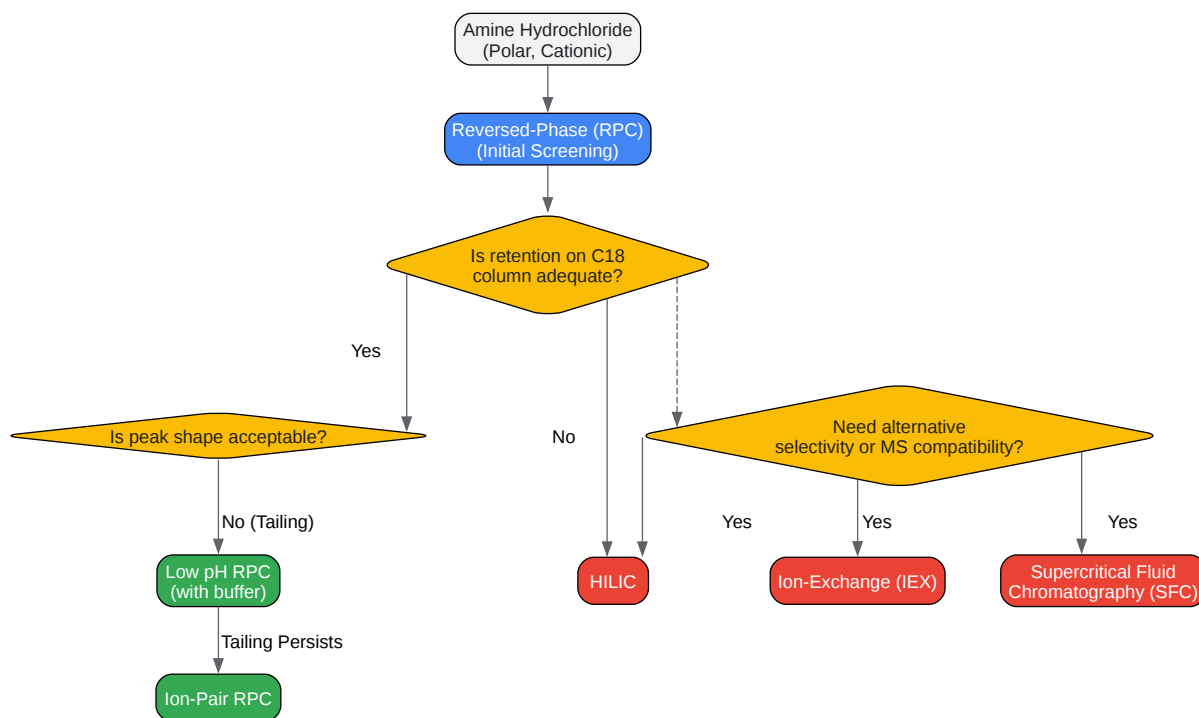 Amine Hydrochloride
(Polar, Cationic)
Reversed-Phase (RPC)
(Initial Screening)
Is retention on C18
column adequate?
Yes
Is peak shape acceptable?
No
Need alternative
selectivity or MS compatibility?
No (Tailing)
Yes
Yes
Yes
Low pH RPC
(with buffer)
HILIC
Ion-Exchange (IEX)
Supercritical Fluid
Chromatography (SFC)
Tailing Persists
Ion-Pair RPC